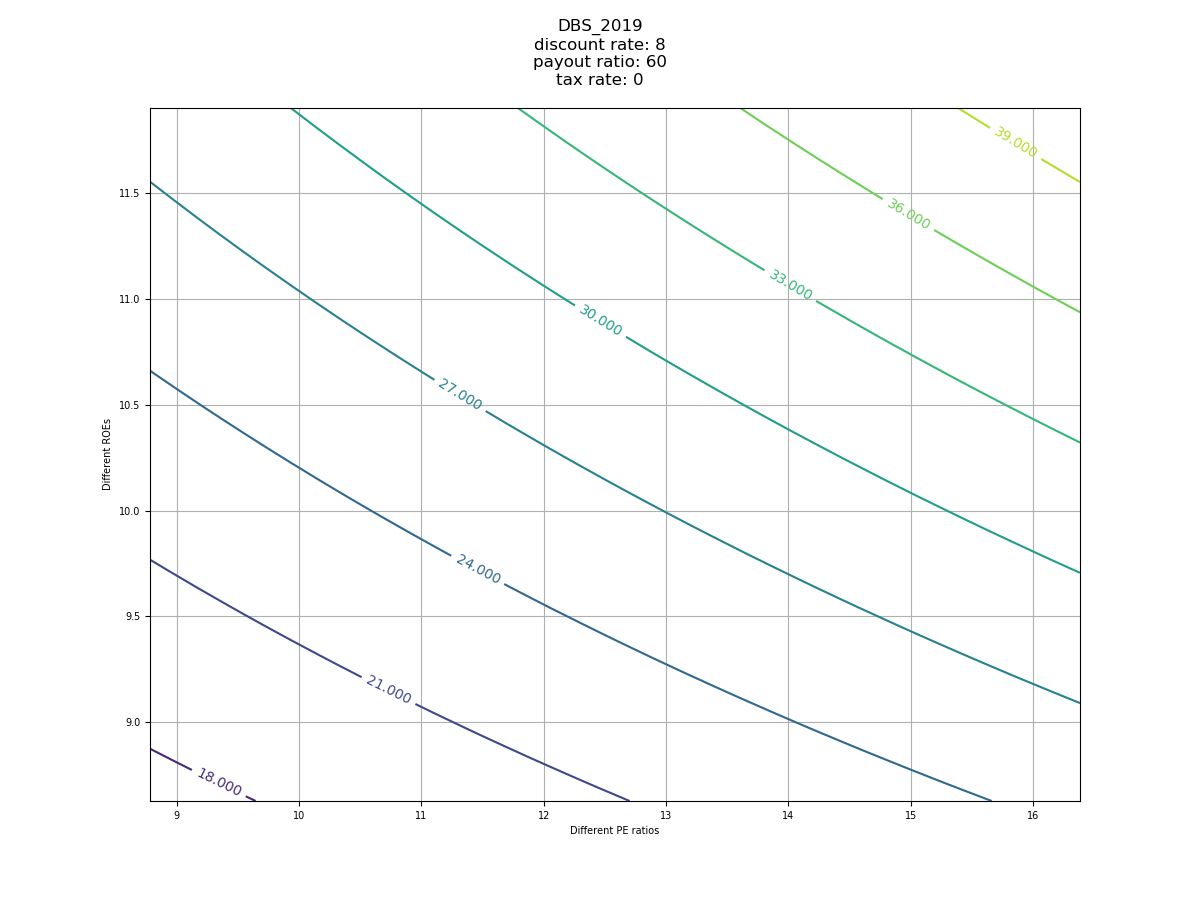 DBS_2019
discount rate: 8
payout ratio: 60
tax rate: 0
39.000
11.5
36.000
33.000
11.0
30.000
27.000
10.5
Different ROEs
10.0
24.000
9.5
21.000
9.0
18.000
9 10 11 12 13 14 15 16
Different PE ratios